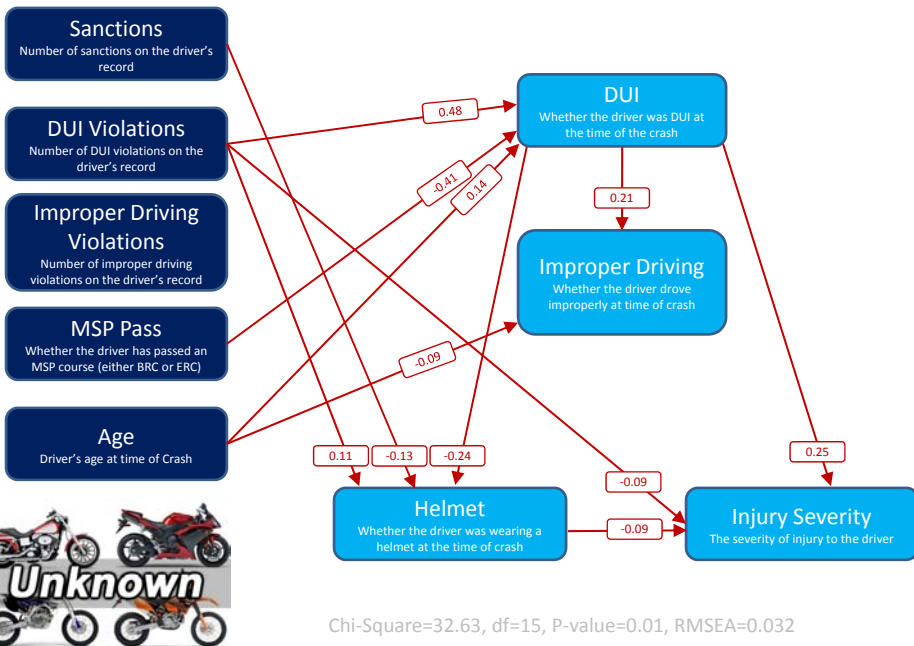 Sanctions
Number of sanctions on the driver's
record
DUI Violations
Number of DUI violations on the
driver's record
Improper Driving
Violations
Number of improper driving
violations on the driver's record
MSP Pass
Whether the driver has passed an
MSP course (either BRC or ERC)
Age
Driver's age at time of Crash
Unknown
DUI
Whether the driver was DUI at
the time of the crash
Improper Driving
Whether the driver drove
improperly at time of crash
Helmet
Whether the driver was wearing a
helmet at the time of crash
Injury Severity
The severity of injury to the driver
0.48
-0.41
0.14
0.21
-0.09
0.11
-0.13
-0.24
-0.09
0.25
-0.09
Chi-Square=32.63, df=15, P-value=0.01, RMSEA=0.032